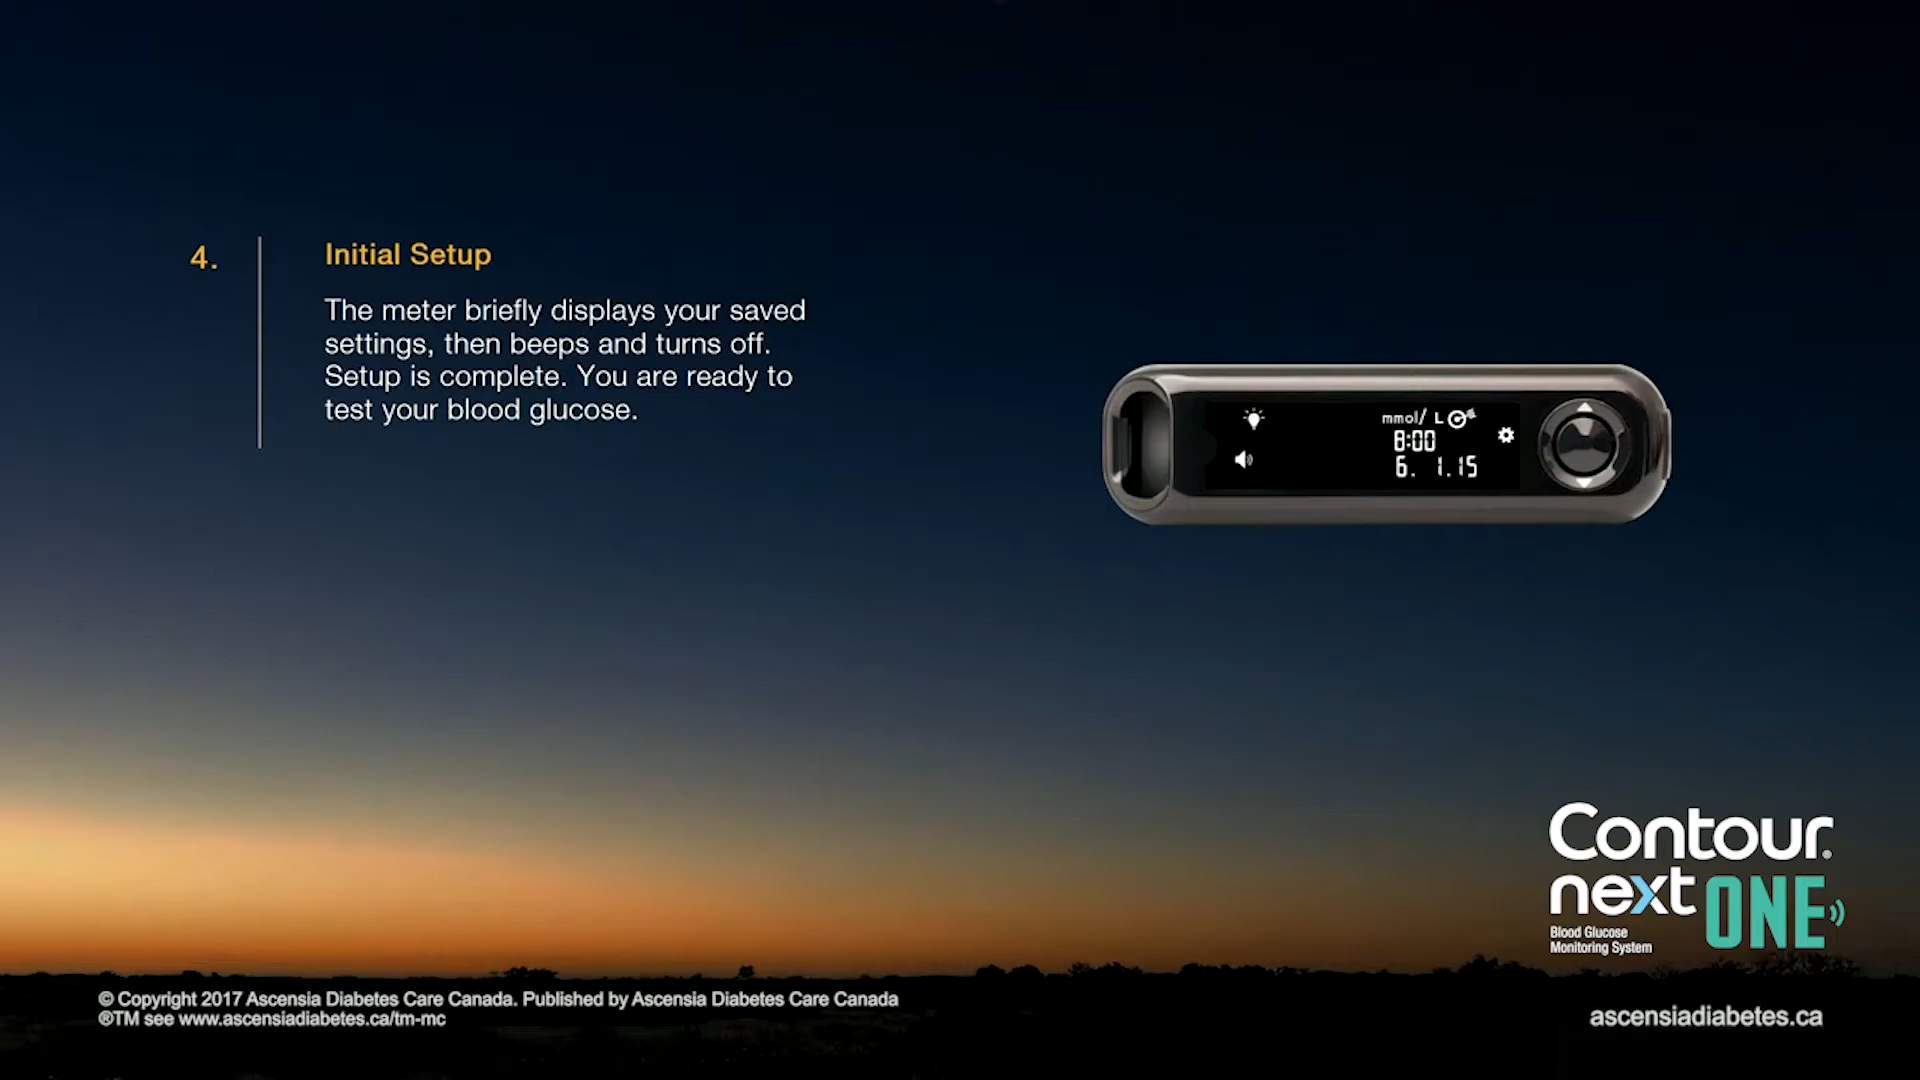 4.
Initial Setup
The meter briefly displays your saved
settings, then beeps and turns off.
Setup is complete. You are ready to
test your blood glucose.
mmol/ L
8:00
6. 1.15
Contour®
next ONE
Blood Glucose
Monitoring System
© Copyright 2017 Ascensia Diabetes Care Canada. Published by Ascensia Diabetes Care Canada
®TM see www.ascensiadiabetes.ca/tm-mc
ascensiadiabetes.ca